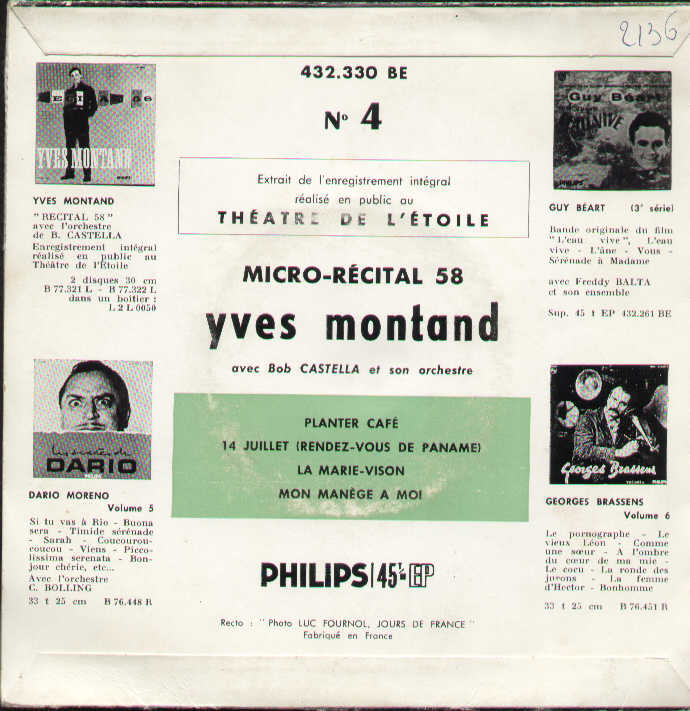 2136
432.330 BE
N° 4
Extrait de l'enregistrement intégral
réalisé en public au
THÉATRE DE L'ÉTOILE
MICRO-RÉCITAL 58
yves montand
avec Bob CASTELLA et son orchestre
PLANTER CAFÉ
14 JUILLET (RENDEZ-VOUS DE PANAME)
LA MARIE-VISON
MON MANÈGE A MOI
PHILIPS 45t. EP
Recto : "Photo LUC FOURNOL, JOURS DE FRANCE"
Fabriqué en France
YVES MONTAND
YVES MONTAND
"RECITAL 58"
avec l'orchestre
de B. CASTELLA
Enregistrement intégral
réalisé en public au
Théâtre de l'Étoile
2 disques 30 cm
B 77.321 L - B 77.322 L
dans un boîtier :
L 2 L 0050
les succès de
DARIO
DARIO MORENO
Volume 5
Si tu vas à Rio - Buona
sera - Timide sérénade
- Sarah - Coucourou-
coucou - Viens - Picco-
lissima serenata - Bon-
jour chérie, etc...
Avec l'orchestre
C. BOLLING
33 t 25 cm B 76.448 R
Guy Béart
PHILIPS
GUY BÉART (3e série)
Bande originale du film
"L'eau vive", L'eau
vive - L'âne - Vous -
Sérénade à Madame
avec Freddy BALTA
et son ensemble
Sup. 45 t EP 432.261 BE
Georges Brassens
GEORGES BRASSENS
Volume 6
Le pornographe - Le
vieux Léon - Comme
une sœur - A l'ombre
du cœur de ma mie -
Le cocu - La ronde des
jurons - La femme
d'Hector - Bonhomme
33 t 25 cm B 76.451 R